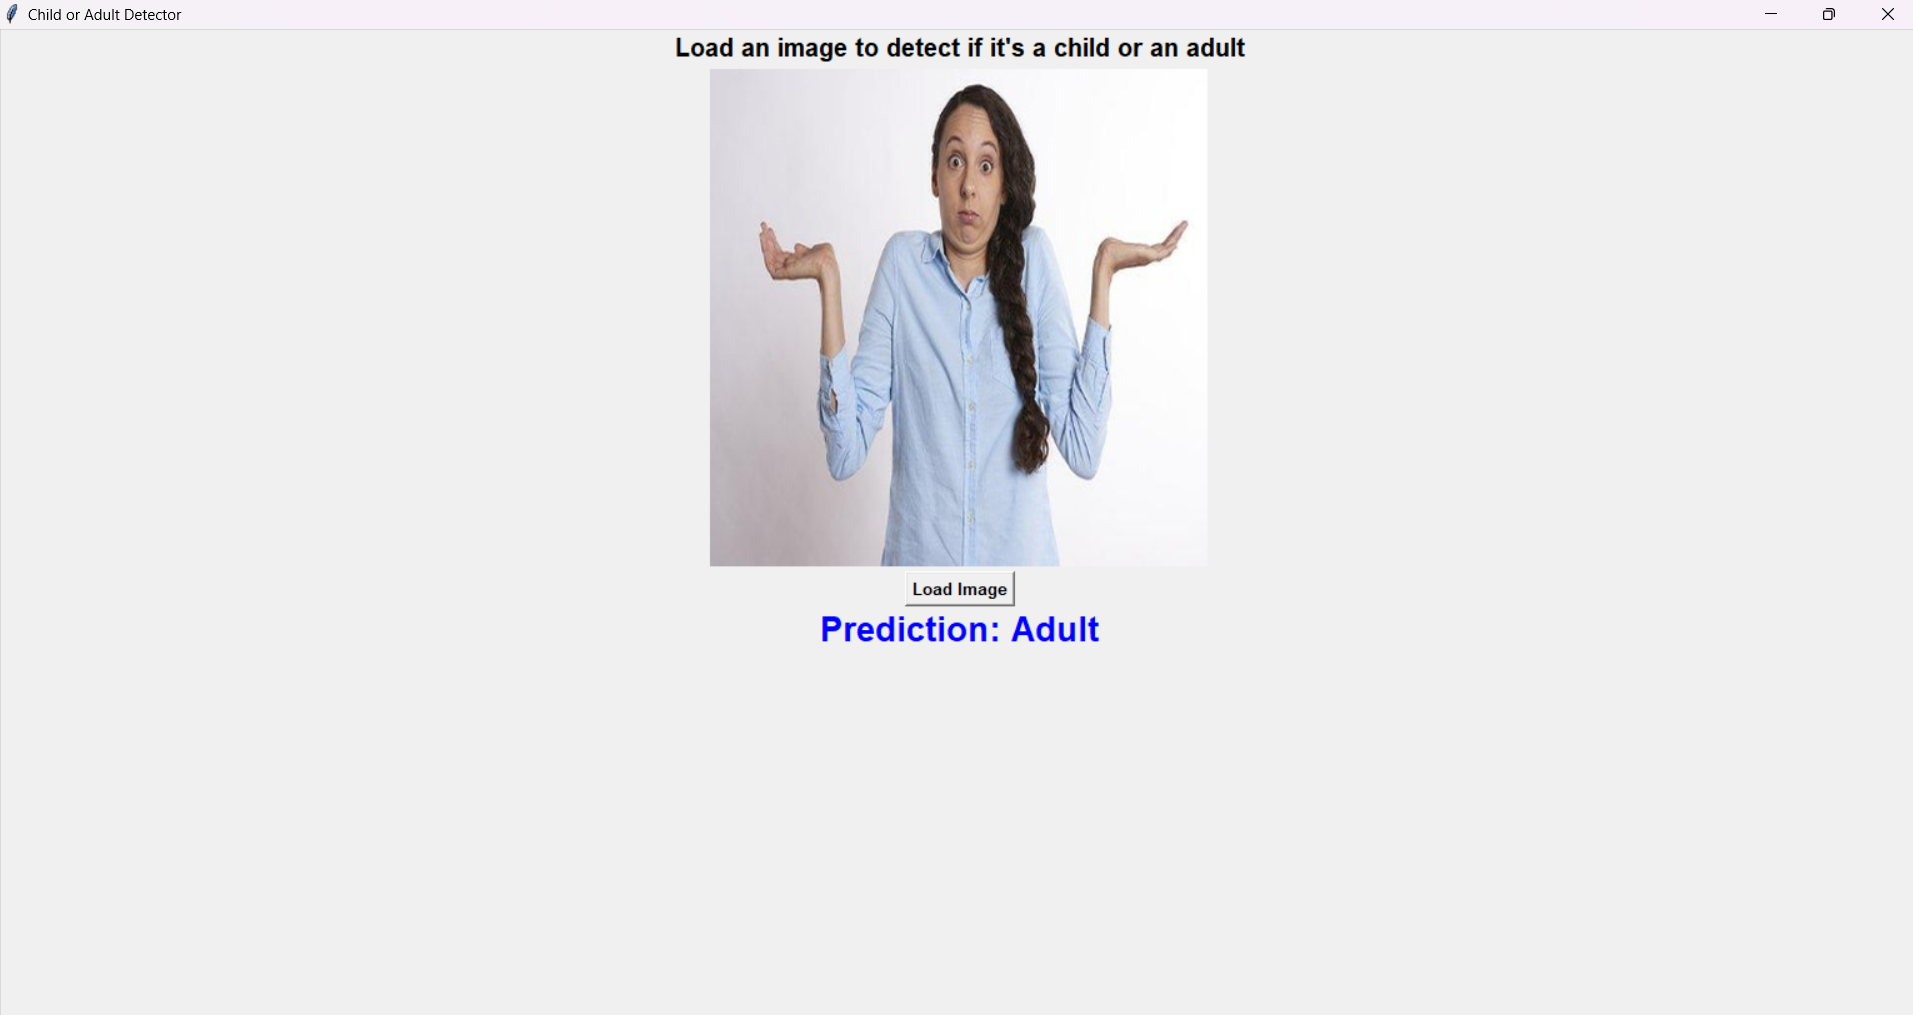 Child or Adult Detector
Load an image to detect if it's a child or an adult
Load Image
Prediction: Adult